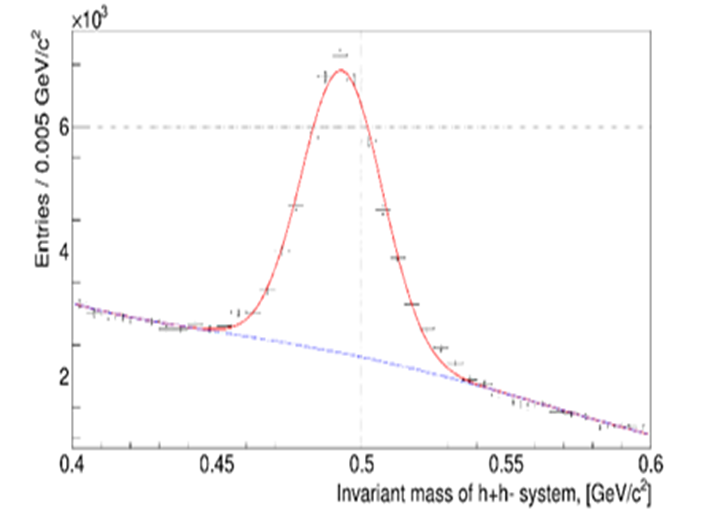 ×10³
Entries / 0.005 GeV/c²
6
4
2
0.4 0.45 0.5 0.55 0.6
Invariant mass of h+h- system, [GeV/c²]